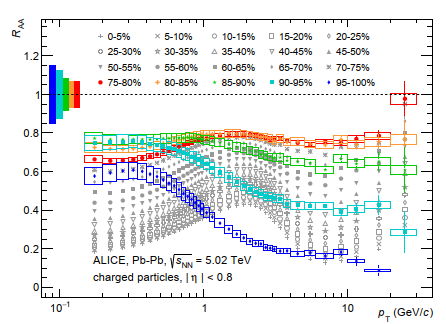 R_AA
1.2
1
0.8
0.6
0.4
0.2
0
0-5% 5-10% 10-15% 15-20% 20-25%
25-30% 30-35% 35-40% 40-45% 45-50%
50-55% 55-60% 60-65% 65-70% 70-75%
75-80% 80-85% 85-90% 90-95% 95-100%
ALICE, Pb-Pb, √s_NN = 5.02 TeV
charged particles, | η | < 0.8
10⁻¹ 1 10
p_T (GeV/c)